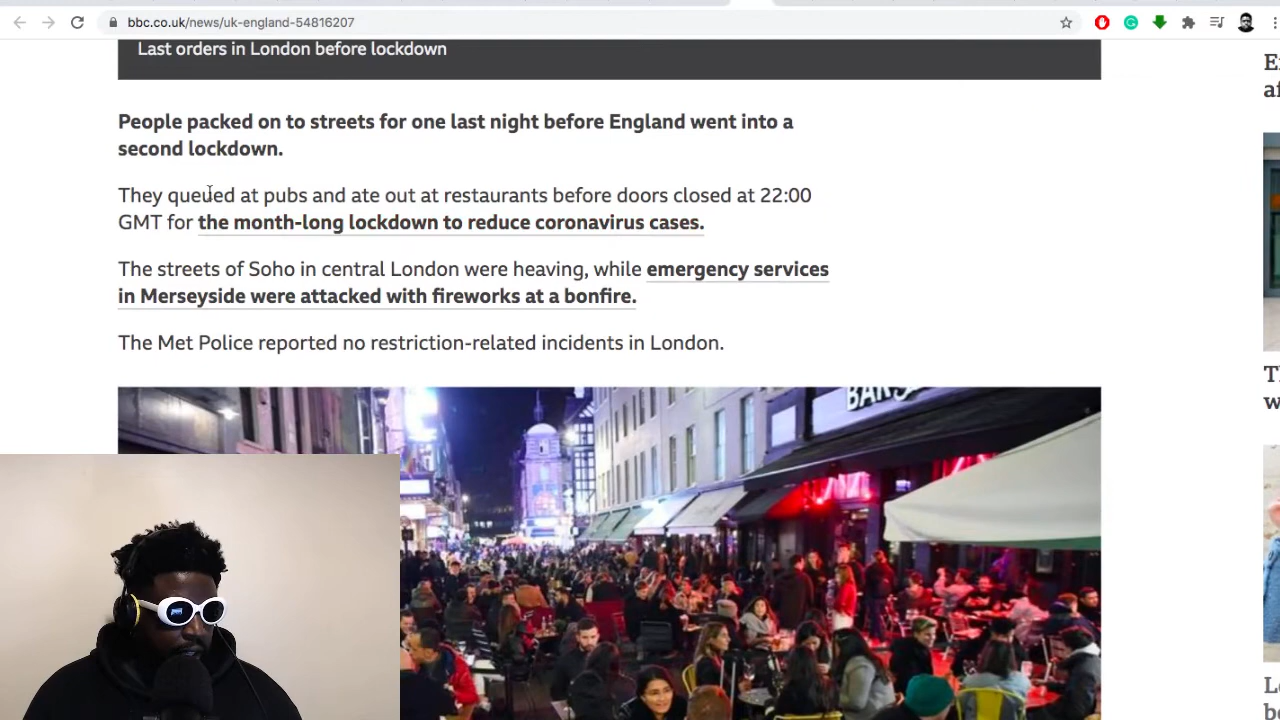 bbc.co.uk/news/uk-england-54816207
Last orders in London before lockdown
People packed on to streets for one last night before England went into a
second lockdown.
They queued at pubs and ate out at restaurants before doors closed at 22:00
GMT for the month-long lockdown to reduce coronavirus cases.
The streets of Soho in central London were heaving, while emergency services
in Merseyside were attacked with fireworks at a bonfire.
The Met Police reported no restriction-related incidents in London.